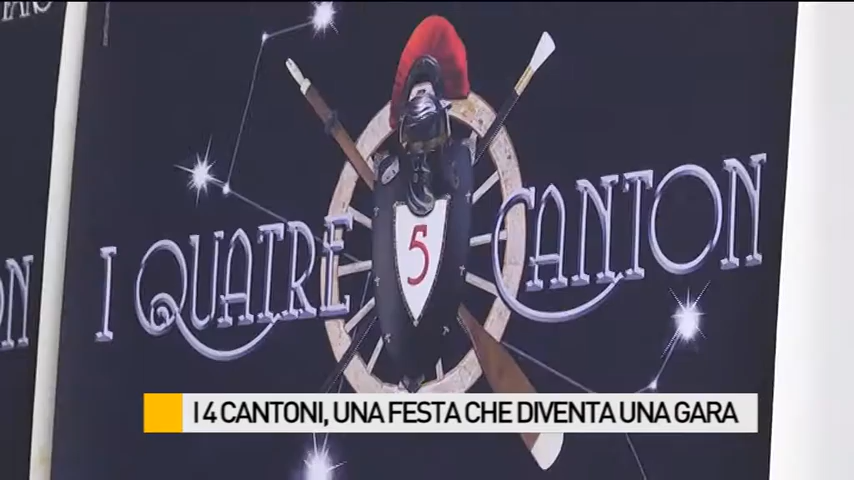 I QUATRE CANTON
5
I 4 CANTONI, UNA FESTA CHE DIVENTA UNA GARA